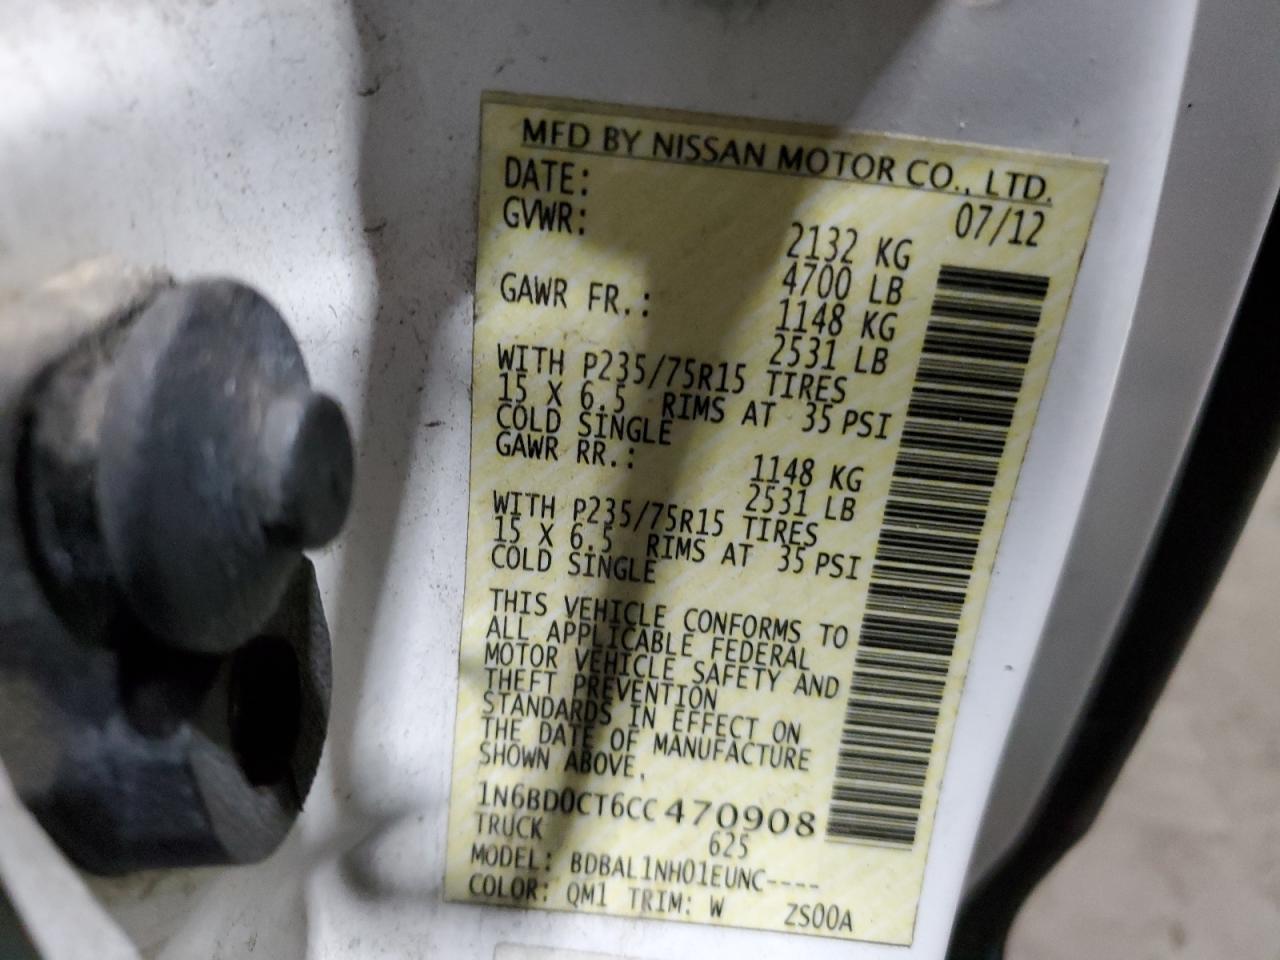 MFD BY NISSAN MOTOR CO., LTD.
DATE: 07/12
GVWR: 2132 KG
4700 LB
GAWR FR.: 1148 KG
2531 LB
WITH P235/75R15 TIRES
15 X 6.5 RIMS AT 35 PSI
COLD SINGLE
GAWR RR.: 1148 KG
2531 LB
WITH P235/75R15 TIRES
15 X 6.5 RIMS AT 35 PSI
COLD SINGLE
THIS VEHICLE CONFORMS TO
ALL APPLICABLE FEDERAL
MOTOR VEHICLE SAFETY AND
THEFT PREVENTION
STANDARDS IN EFFECT ON
THE DATE OF MANUFACTURE
SHOWN ABOVE.
1N6BD0CT6CC470908
TRUCK 625
MODEL: BDBAL1NH01EUNC----
COLOR: QM1 TRIM: W ZS00A